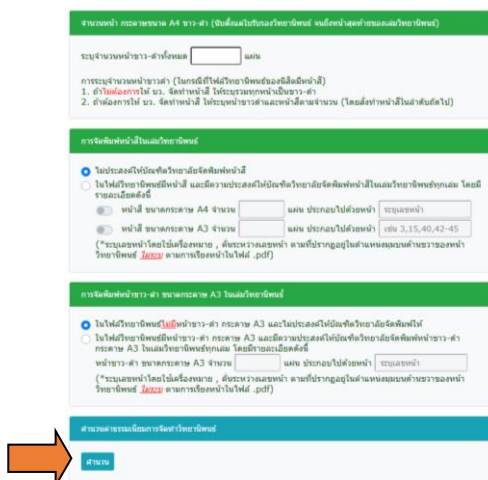 จำนวนหน้า กระดาษขนาด A4 ขาว-ดำ (นับตั้งแต่ใบรับรองวิทยานิพนธ์ จนถึงหน้าสุดท้ายของเล่มวิทยานิพนธ์)
ระบุจำนวนหน้าขาว-ดำทั้งหมด แผ่น
การระบุจำนวนหน้าขาวดำ (ในกรณีที่ไฟล์วิทยานิพนธ์ของนิสิตมีหน้าสี)
1. ถ้าไม่ต้องการให้ บว. จัดทำหน้าสี ให้ระบุรวมทุกหน้าเป็นขาว-ดำ
2. ถ้าต้องการให้ บว. จัดทำหน้าสี ให้ระบุหน้าขาวดำและหน้าสีตามจำนวน (โดยสั่งทำหน้าสีในลำดับถัดไป)
การจัดพิมพ์หน้าสีในเล่มวิทยานิพนธ์
ไม่ประสงค์ให้บัณฑิตวิทยาลัยจัดพิมพ์หน้าสี
ในไฟล์วิทยานิพนธ์มีหน้าสี และมีความประสงค์ให้บัณฑิตวิทยาลัยจัดพิมพ์หน้าสีในเล่มวิทยานิพนธ์ทุกเล่ม โดยมี
รายละเอียดดังนี้
หน้าสี ขนาดกระดาษ A4 จำนวน แผ่น ประกอบไปด้วยหน้า ระบุเลขหน้า
หน้าสี ขนาดกระดาษ A3 จำนวน แผ่น ประกอบไปด้วยหน้า เช่น 3,15,40,42-45
(*ระบุเลขหน้าโดยใช้เครื่องหมาย , คั่นระหว่างเลขหน้า ตามที่ปรากฏอยู่ในตำแหน่งมุมบนด้านขวาของหน้า
วิทยานิพนธ์ ไม่ระบุ ตามการเรียงหน้าในไฟล์ .pdf)
การจัดพิมพ์หน้าขาว-ดำ ขนาดกระดาษ A3 ในเล่มวิทยานิพนธ์
ในไฟล์วิทยานิพนธ์ไม่มีหน้าขาว-ดำ กระดาษ A3 และไม่ประสงค์ให้บัณฑิตวิทยาลัยจัดพิมพ์ให้
ในไฟล์วิทยานิพนธ์มีหน้าขาว-ดำ กระดาษ A3 และมีความประสงค์ให้บัณฑิตวิทยาลัยจัดพิมพ์หน้าขาว-ดำ
กระดาษ A3 ในเล่มวิทยานิพนธ์ทุกเล่ม โดยมีรายละเอียดดังนี้
หน้าขาว-ดำ ขนาดกระดาษ A3 จำนวน แผ่น ประกอบไปด้วยหน้า ระบุเลขหน้า
(*ระบุเลขหน้าโดยใช้เครื่องหมาย , คั่นระหว่างเลขหน้า ตามที่ปรากฏอยู่ในตำแหน่งมุมบนด้านขวาของหน้า
วิทยานิพนธ์ ไม่ระบุ ตามการเรียงหน้าในไฟล์ .pdf)
คำนวนค่าธรรมเนียมการจัดทำวิทยานิพนธ์
คำนวน